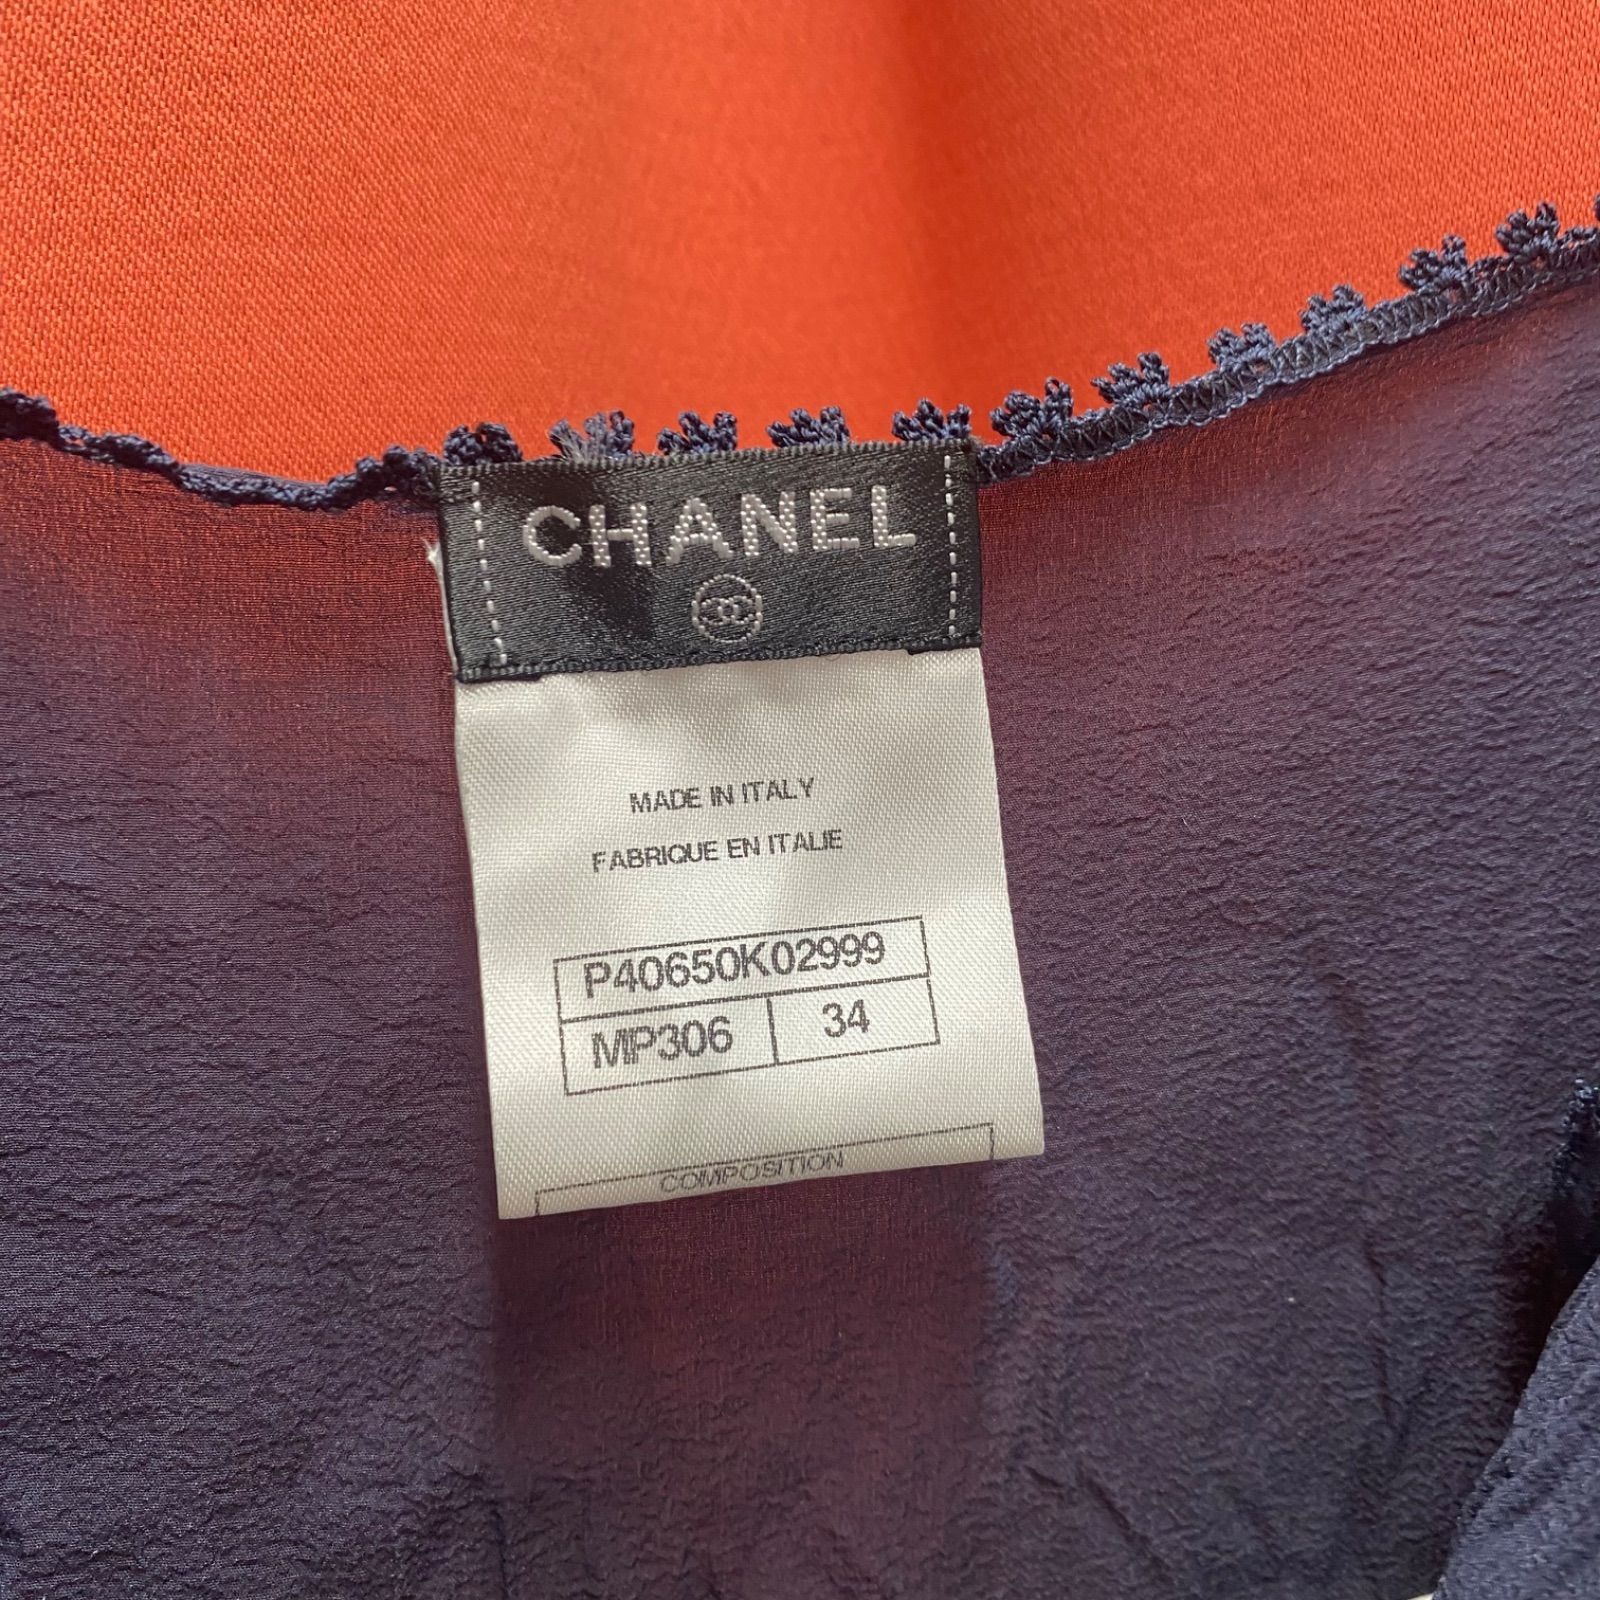 CHANEL
MADE IN ITALY
FABRIQUE EN ITALIE
P40650K02999
MP306 34
COMPOSITION